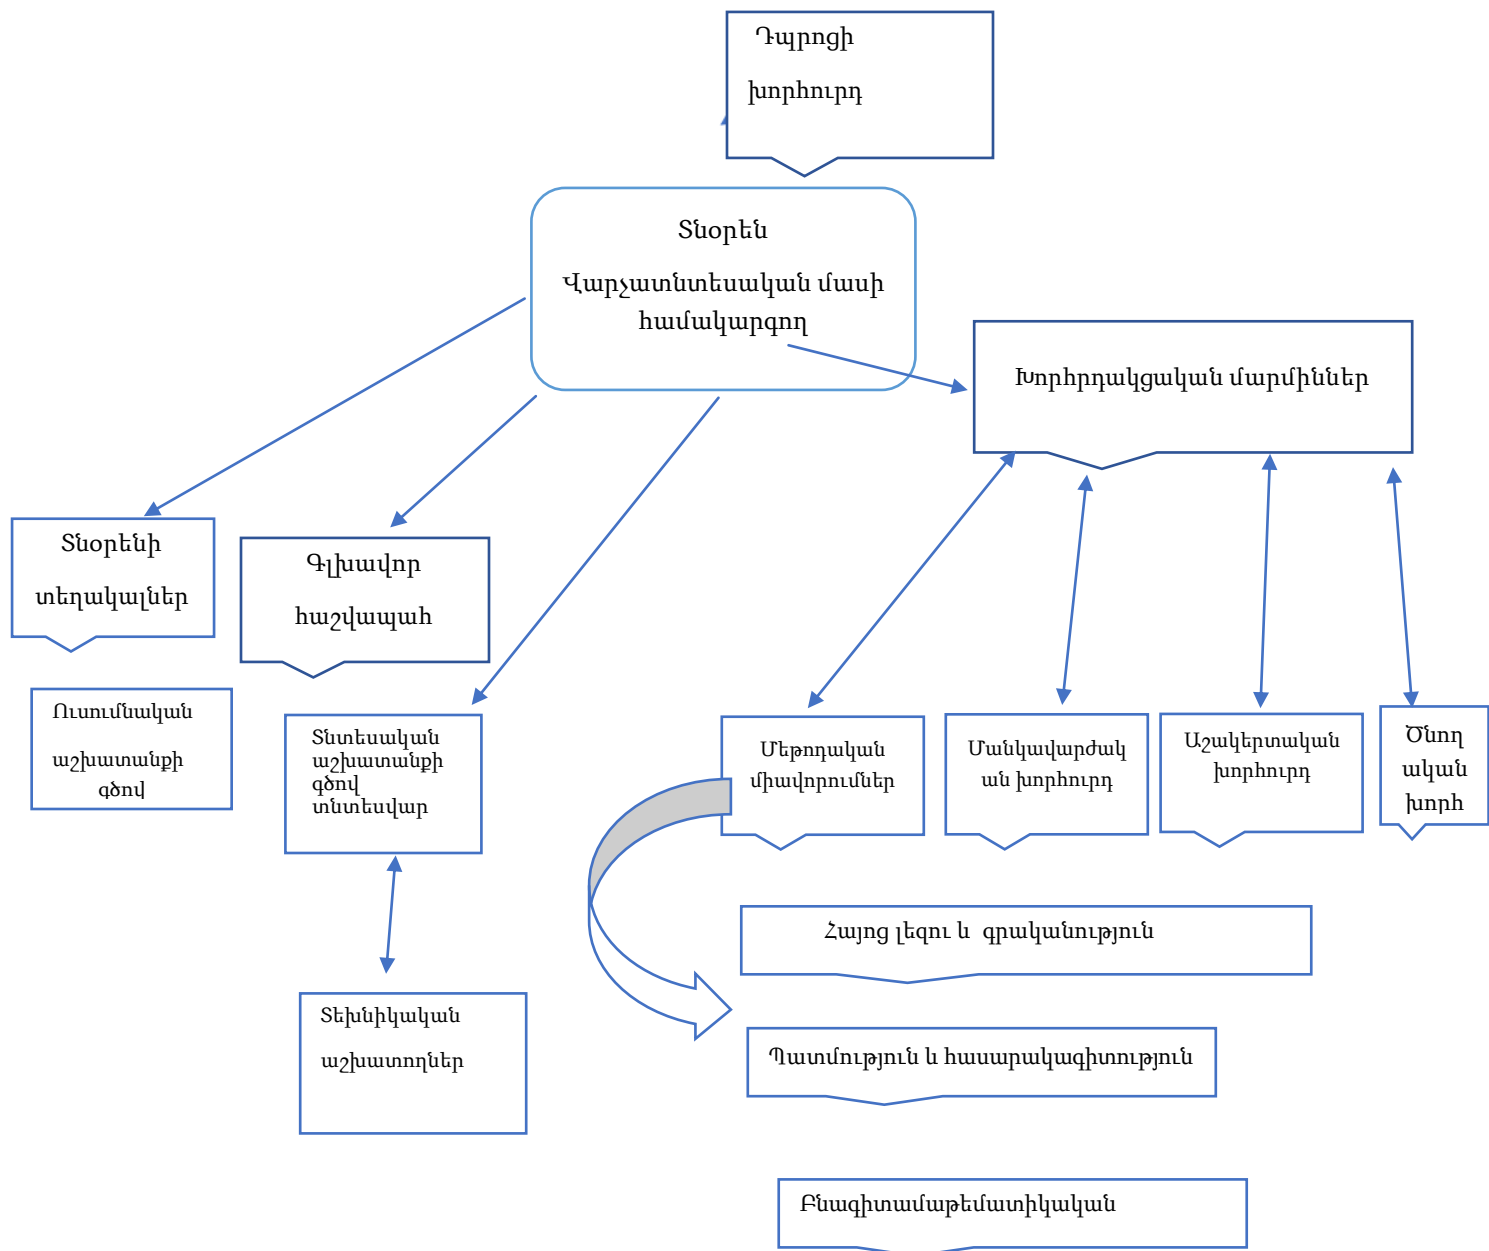 Դպրոցի
խորհուրդ
Տնօրեն
Վարչատնտեսական մասի
համակարգող
Խորհրդակցական մարմիններ
Տնօրենի
տեղակալներ
Գլխավոր
հաշվապահ
Ուսումնական
աշխատանքի
գծով
Տնտեսական
աշխատանքի
գծով
տնտեսվար
Մեթոդական
միավորումներ
Մանկավարժակ
ան խորհուրդ
Աշակերտական
խորհուրդ
Ծնող
ական
խորհ
Հայոց լեզու և գրականություն
Տեխնիկական
աշխատողներ
Պատմություն և հասարակագիտություն
Բնագիտամաթեմատիկական